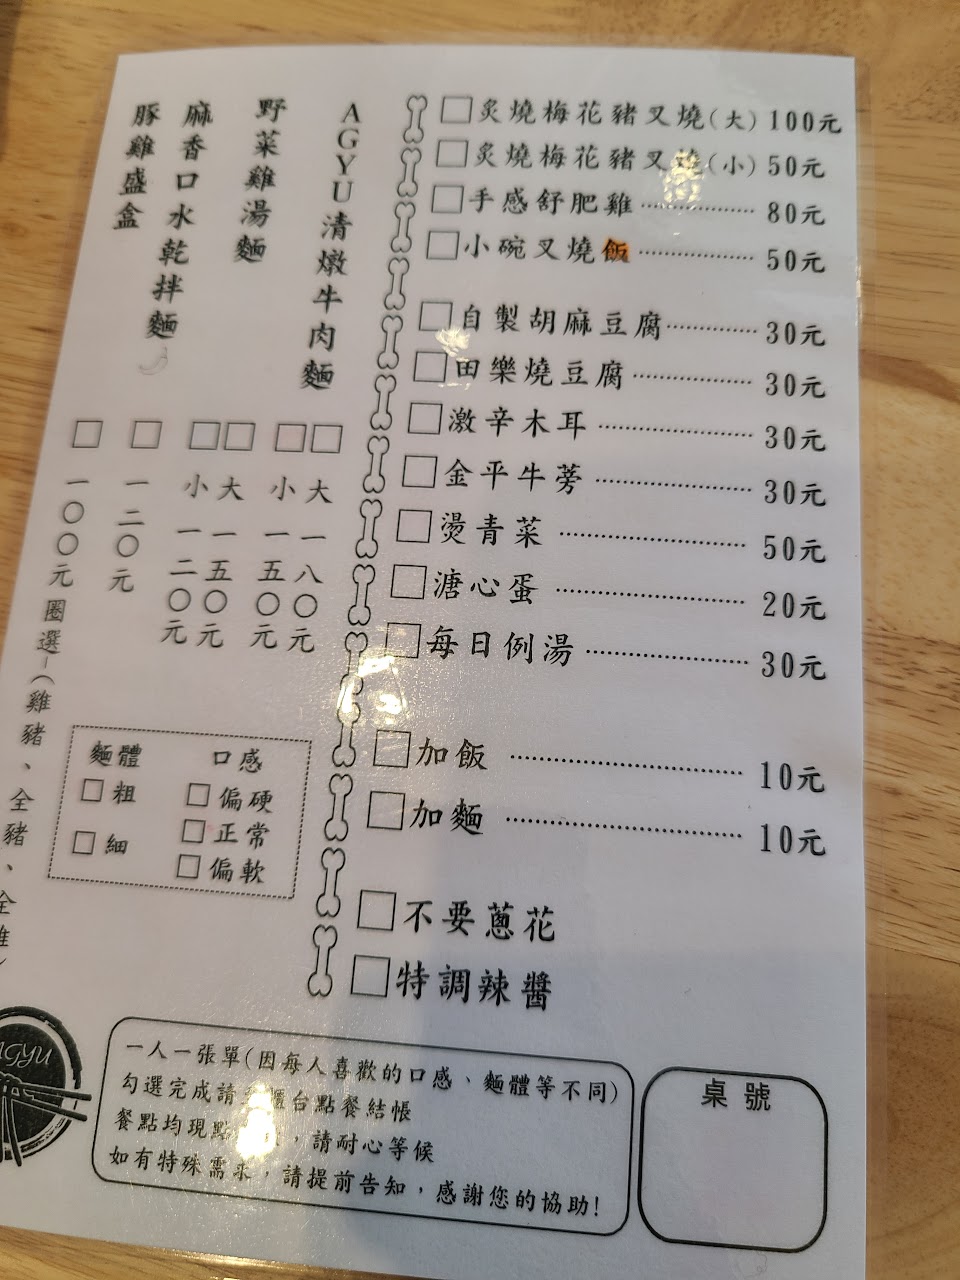 AGYU清燉牛肉麵 □大 一八〇元 □小 一五〇元
野菜雞湯麵 □大 一五〇元 □小 一二〇元
麻香口水乾拌麵 □ 一二〇元
豚雞盛盒 □ 一〇〇元 圈選-(雞豬、全豬、全雞)
麵體 口感
□粗 □偏硬
□細 □正常
□偏軟
□炙燒梅花豬叉燒(大) 100元
□炙燒梅花豬叉燒(小) 50元
□手感舒肥雞 80元
□小碗叉燒飯 50元
□自製胡麻豆腐 30元
□田樂燒豆腐 30元
□激辛木耳 30元
□金平牛蒡 30元
□燙青菜 50元
□溏心蛋 20元
□每日例湯 30元
□加飯 10元
□加麵 10元
□不要蔥花
□特調辣醬
AGYU
一人一張單(因每人喜歡的口感、麵體等不同)
勾選完成請 台點餐結帳
餐點均現點 ，請耐心等候
如有特殊需求，請提前告知，感謝您的協助!
桌號